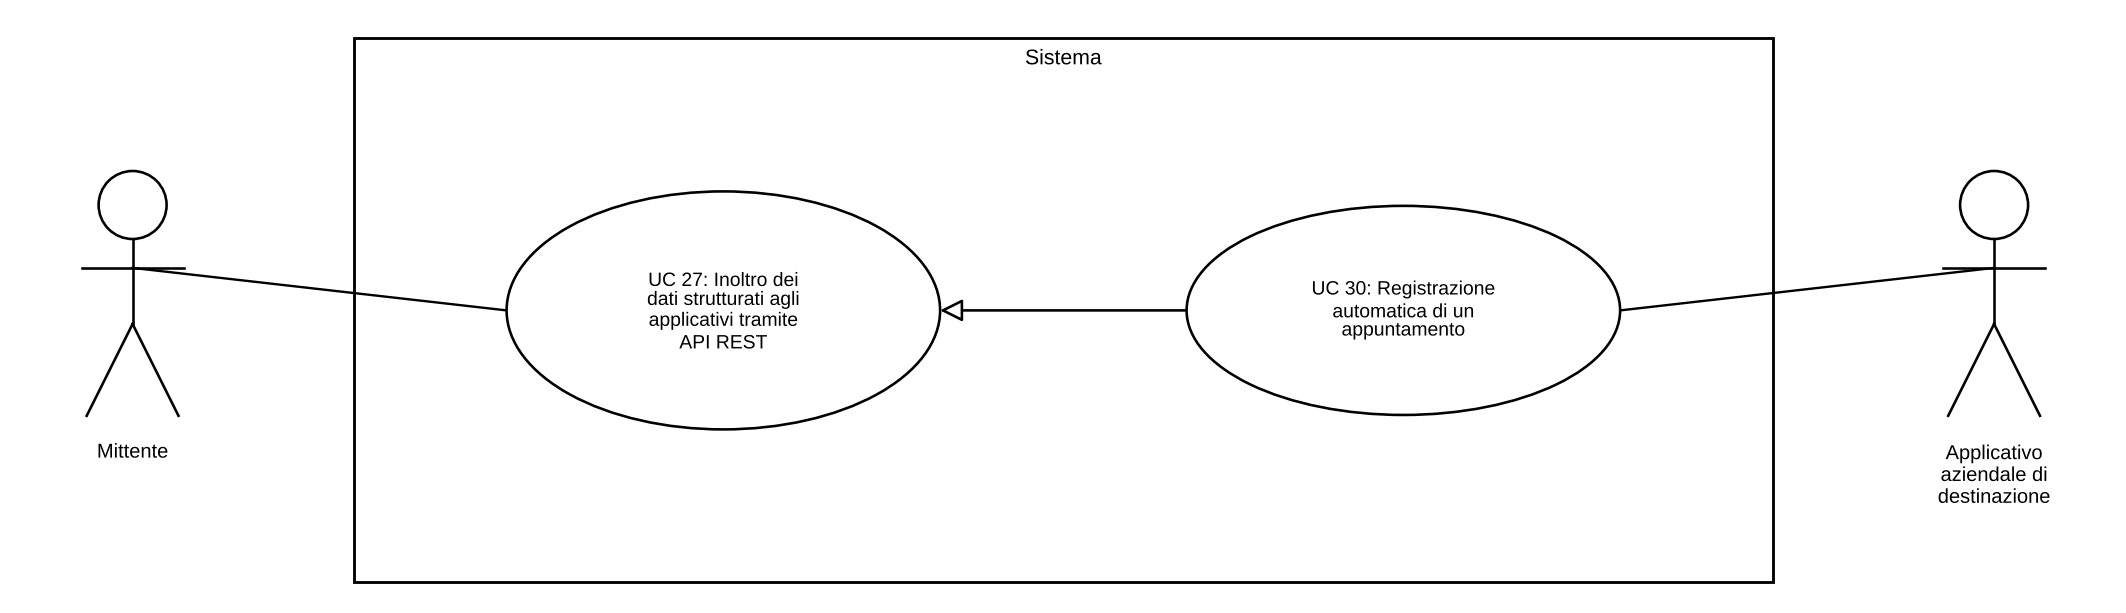 Sistema
UC 27: Inoltro dei
dati strutturati agli
applicativi tramite
API REST
UC 30: Registrazione
automatica di un
appuntamento
Mittente
Applicativo
aziendale di
destinazione